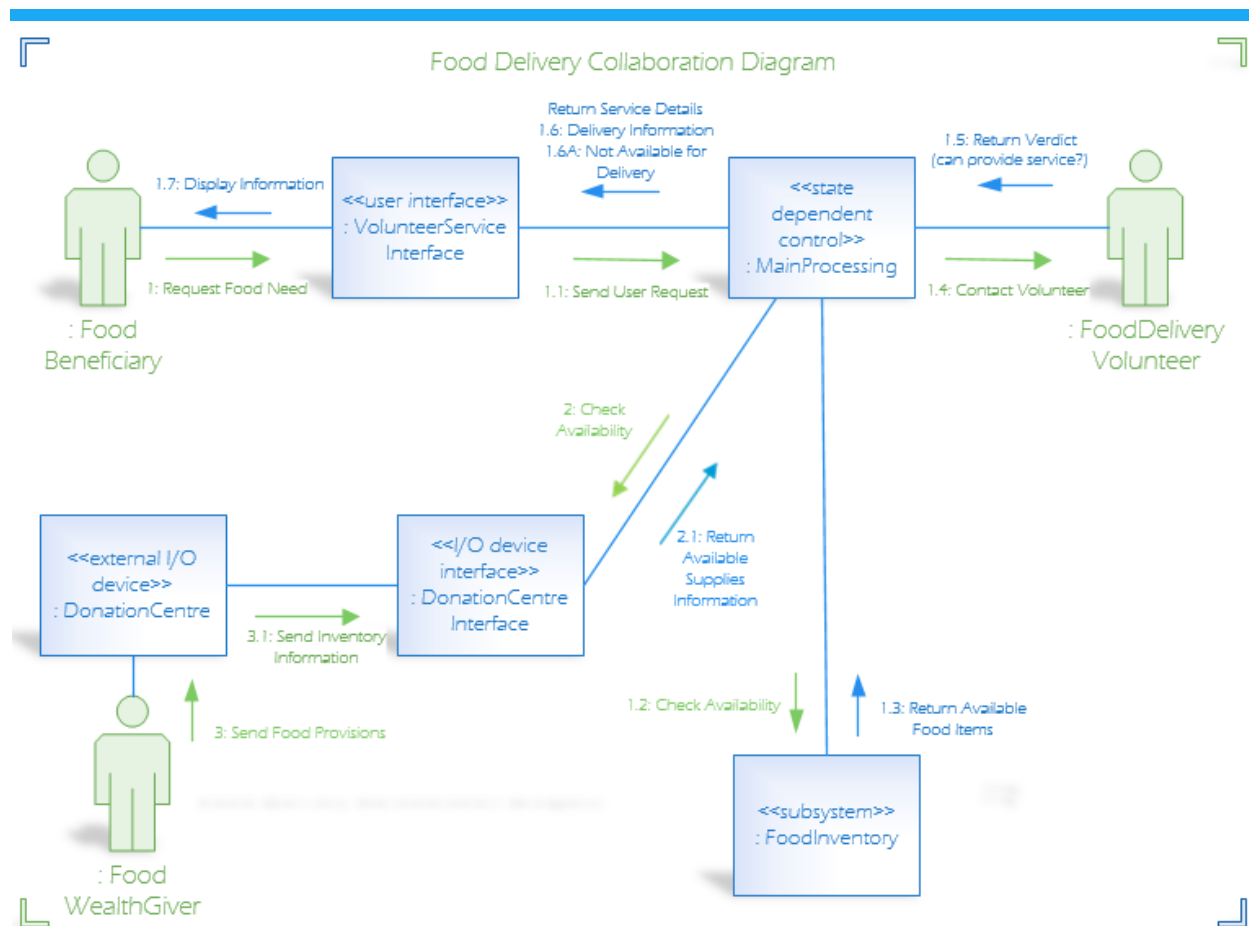 Food Delivery Collaboration Diagram
Return Service Details
1.6: Delivery Information
1.6A: Not Available for
Delivery
1.5: Return Verdict
(can provide service?)
1.7: Display Information
<<user interface>>
: VolunteerService
Interface
<<state
dependent
control>>
: MainProcessing
1: Request Food Need
1.1: Send User Request
1.4: Contact Volunteer
: Food
Beneficiary
: FoodDelivery
Volunteer
2: Check
Availability
2.1: Return
Available
Supplies
Information
<<external I/O
device>>
: DonationCentre
<<I/O device
interface>>
: DonationCentre
Interface
3.1: Send Inventory
Information
1.2: Check Availability
1.3: Return Available
Food Items
3: Send Food Provisions
<<subsystem>>
: FoodInventory
: Food
WealthGiver